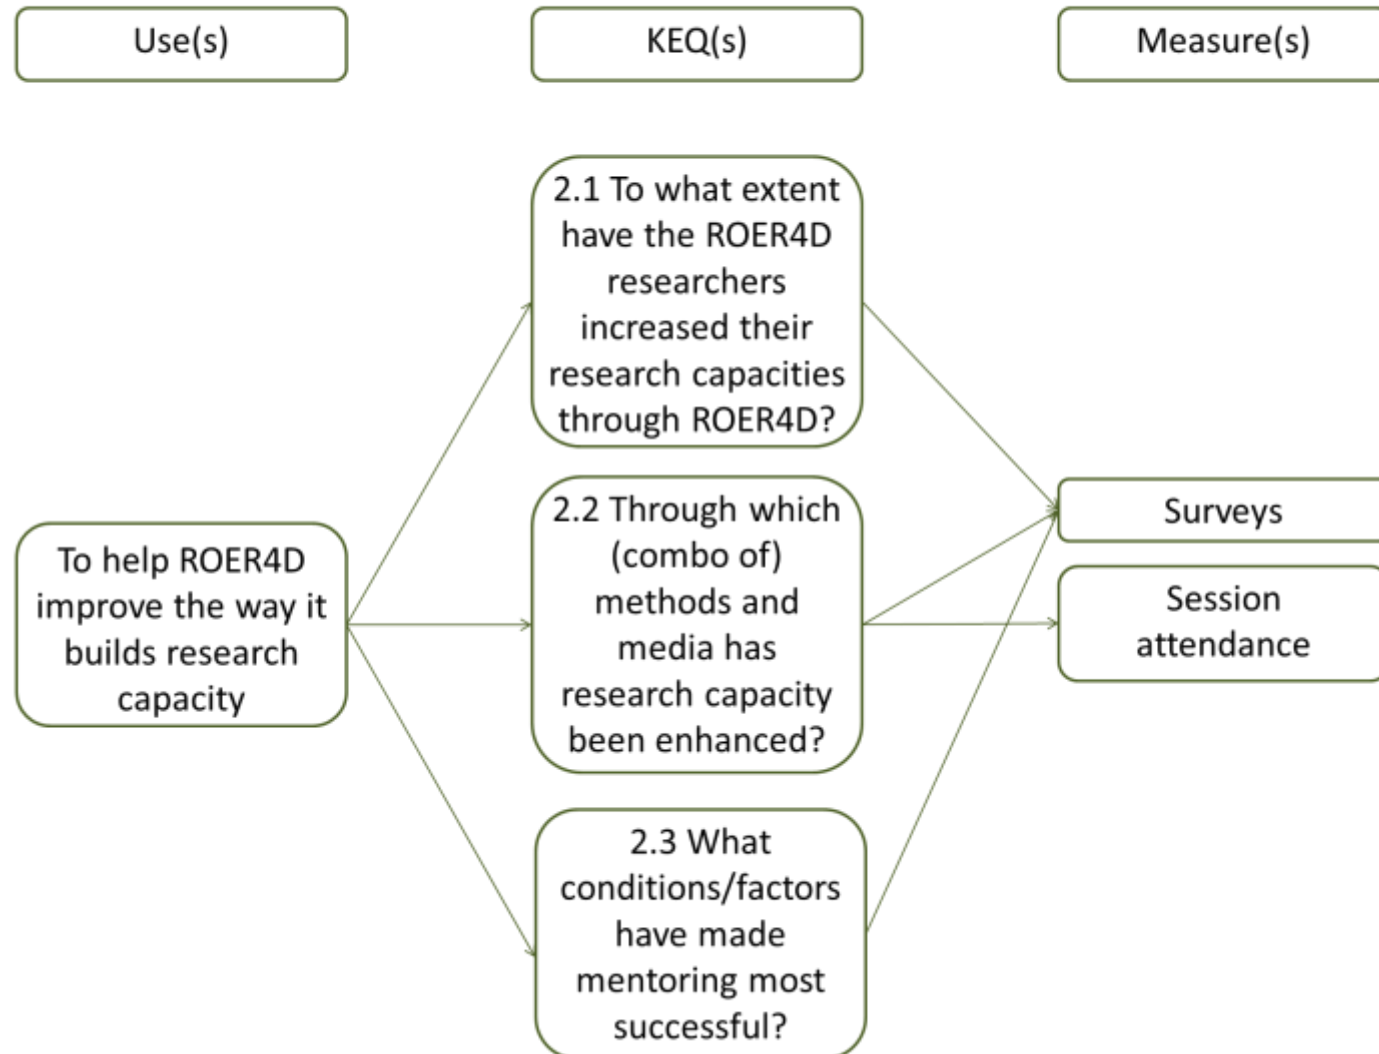 Use(s)
KEQ(s)
Measure(s)
2.1 To what extent
have the ROER4D
researchers
increased their
research capacities
through ROER4D?
To help ROER4D
improve the way it
builds research
capacity
2.2 Through which
(combo of)
methods and
media has
research capacity
been enhanced?
2.3 What
conditions/factors
have made
mentoring most
successful?
Surveys
Session
attendance